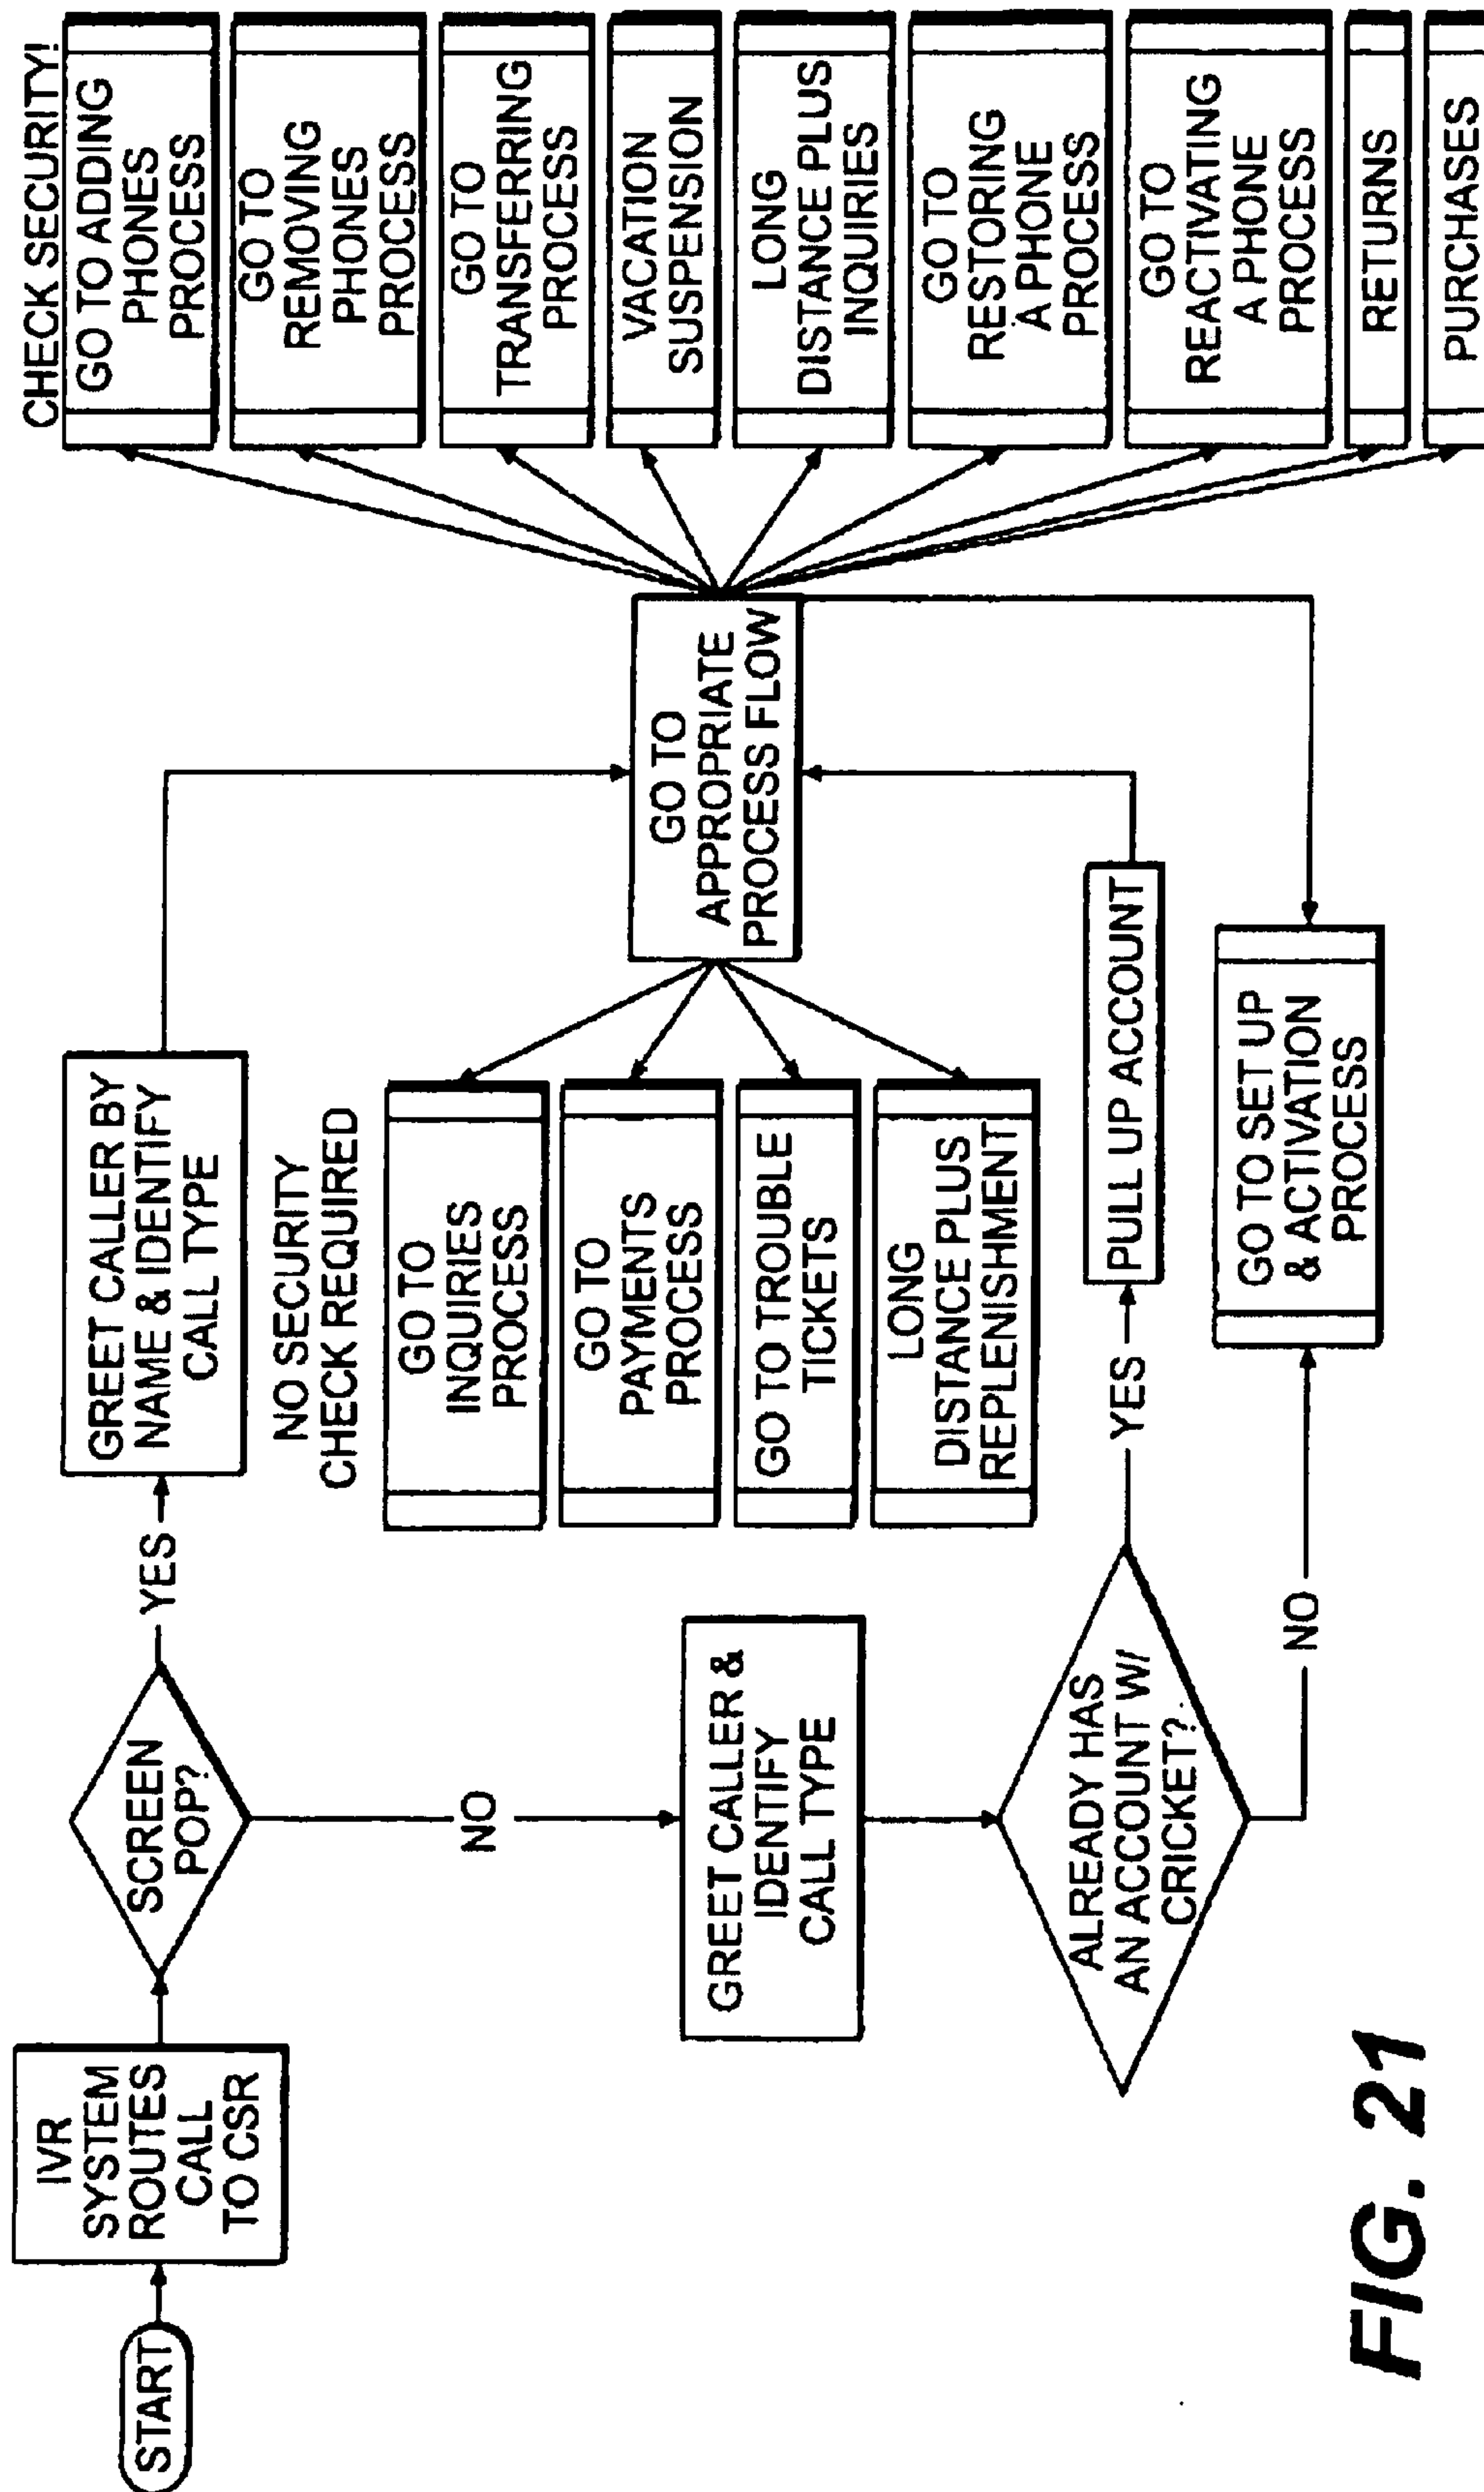 START
IVR
SYSTEM
ROUTES
CALL
TO CSR
SCREEN
POP?
YES
GREET CALLER BY
NAME & IDENTIFY
CALL TYPE
NO
GREET CALLER &
IDENTIFY
CALL TYPE
ALREADY HAS
AN ACCOUNT W/
CRICKET?
YES
PULL UP ACCOUNT
NO
GO TO SET UP
& ACTIVATION
PROCESS
NO SECURITY
CHECK REQUIRED
GO TO
INQUIRIES
PROCESS
GO TO
PAYMENTS
PROCESS
GO TO TROUBLE
TICKETS
LONG
DISTANCE PLUS
REPLENISHMENT
GO TO
APPROPRIATE
PROCESS FLOW
CHECK SECURITY!
GO TO ADDING
PHONES
PROCESS
GO TO
REMOVING
PHONES
PROCESS
GO TO
TRANSFERRING
PROCESS
VACATION
SUSPENSION
LONG
DISTANCE PLUS
INQUIRIES
GO TO
RESTORING
A PHONE
PROCESS
GO TO
REACTIVATING
A PHONE
PROCESS
RETURNS
PURCHASES
FIG. 21